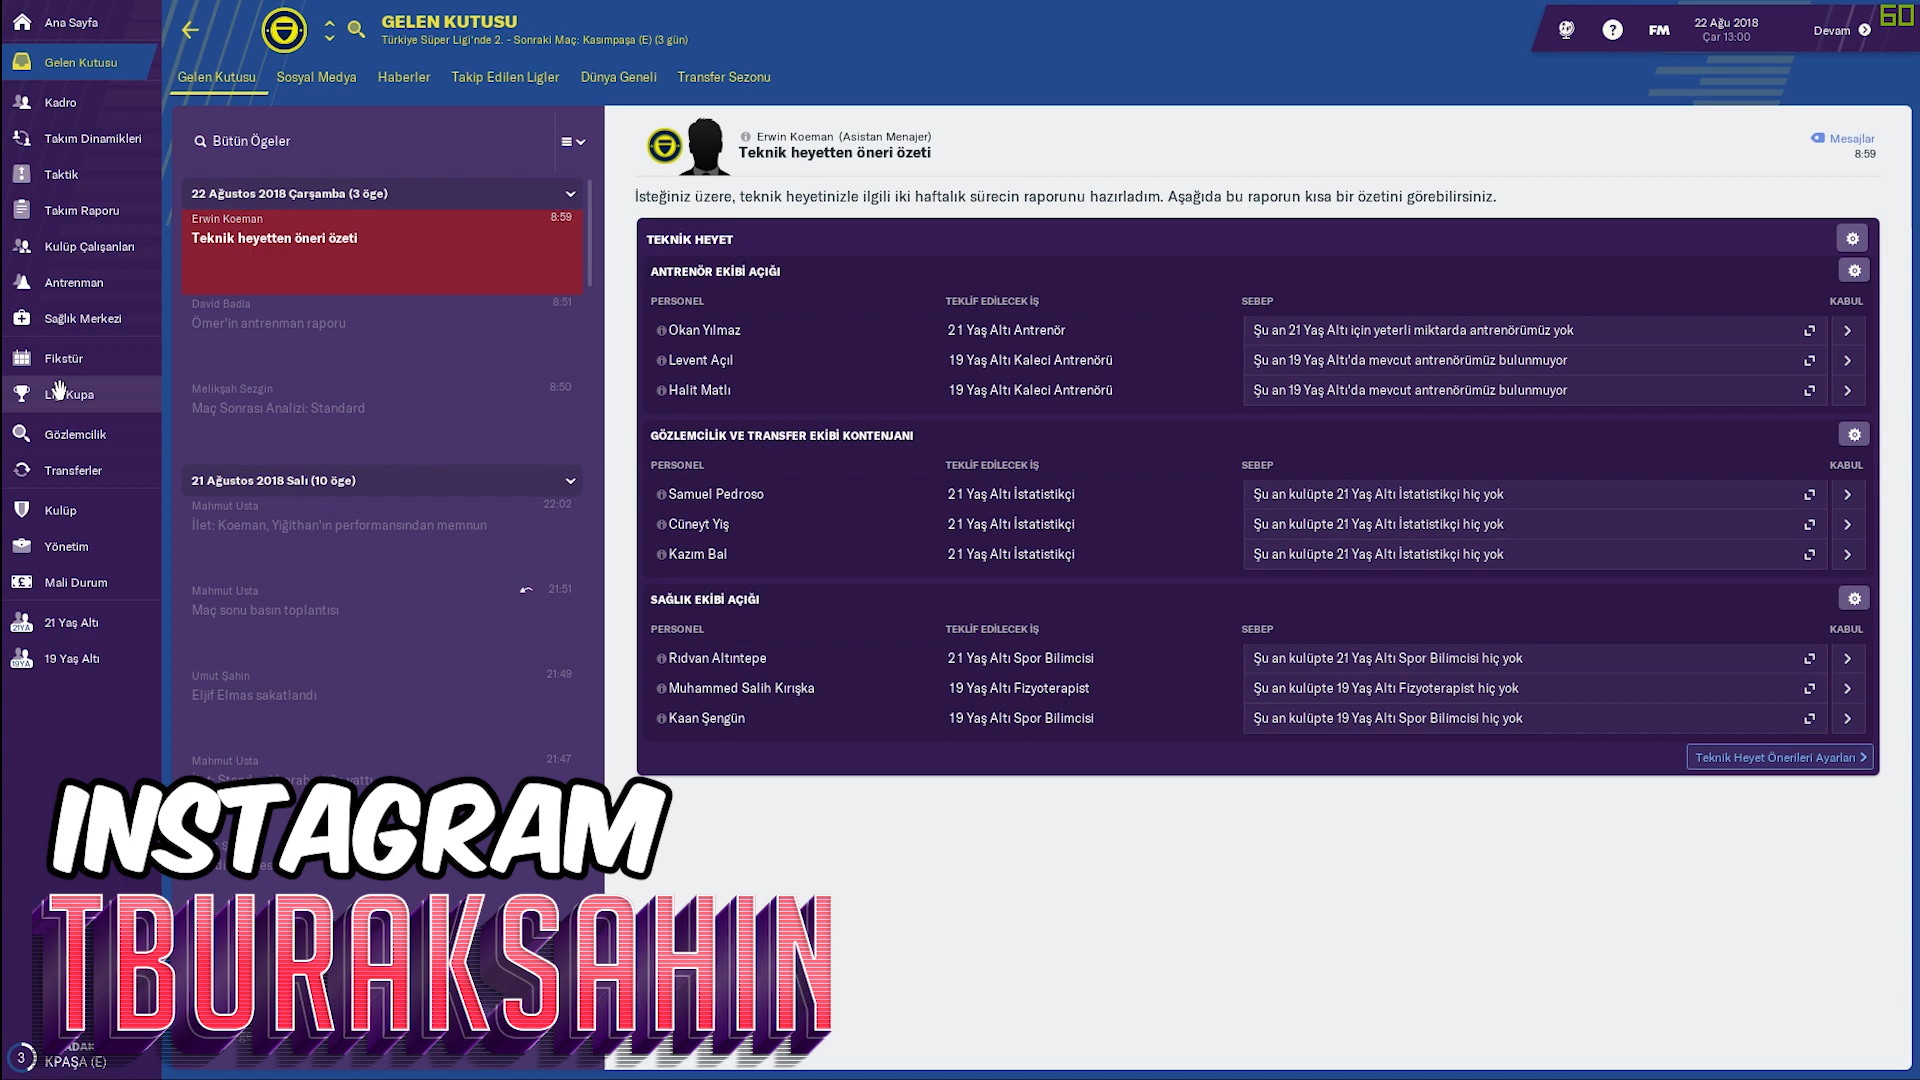 Ana Sayfa
Gelen Kutusu
Kadro
Takım Dinamikleri
Taktik
Takım Raporu
Kulüp Çalışanları
Antrenman
Sağlık Merkezi
Fikstür
Kupa
Gözlemcilik
Transferler
Kulüp
Yönetim
Mali Durum
21 Yaş Altı
19 Yaş Altı
3
KPAŞA (E)
GELEN KUTUSU
Türkiye Süper Ligi'nde 2. - Sonraki Maç: Kasımpaşa (E) (3 gün)
FM
22 Ağu 2018
Çar 13:00
Devam
60
Gelen Kutusu Sosyal Medya Haberler Takip Edilen Ligler Dünya Geneli Transfer Sezonu
Bütün Ögeler
22 Ağustos 2018 Çarşamba (3 öge)
Erwin Koeman 8:59
Teknik heyetten öneri özeti
David Badia 8:51
Ömer'in antrenman raporu
Melikşah Sezgin 8:50
Maç Sonrası Analizi: Standard
21 Ağustos 2018 Salı (10 öge)
Mahmut Usta 22:02
İlet: Koeman, Yiğithan'ın performansından memnun
Mahmut Usta 21:51
Maç sonu basın toplantısı
Umut Şahin 21:49
Eljif Elmas sakatlandı
Mahmut Usta 21:47
Erwin Koeman (Asistan Menajer)
Teknik heyetten öneri özeti
Mesajlar
8:59
İsteğiniz üzere, teknik heyetinizle ilgili iki haftalık sürecin raporunu hazırladım. Aşağıda bu raporun kısa bir özetini görebilirsiniz.
TEKNİK HEYET
ANTRENÖR EKİBİ AÇIĞI
PERSONEL TEKLİF EDİLECEK İŞ SEBEP KABUL
Okan Yılmaz 21 Yaş Altı Antrenör Şu an 21 Yaş Altı için yeterli miktarda antrenörümüz yok
Levent Açıl 19 Yaş Altı Kaleci Antrenörü Şu an 19 Yaş Altı'da mevcut antrenörümüz bulunmuyor
Halit Matlı 19 Yaş Altı Kaleci Antrenörü Şu an 19 Yaş Altı'da mevcut antrenörümüz bulunmuyor
GÖZLEMCİLİK VE TRANSFER EKİBİ KONTENJANI
PERSONEL TEKLİF EDİLECEK İŞ SEBEP KABUL
Samuel Pedroso 21 Yaş Altı İstatistikçi Şu an kulüpte 21 Yaş Altı İstatistikçi hiç yok
Cüneyt Yiş 21 Yaş Altı İstatistikçi Şu an kulüpte 21 Yaş Altı İstatistikçi hiç yok
Kazım Bal 21 Yaş Altı İstatistikçi Şu an kulüpte 21 Yaş Altı İstatistikçi hiç yok
SAĞLIK EKİBİ AÇIĞI
PERSONEL TEKLİF EDİLECEK İŞ SEBEP KABUL
Rıdvan Altıntepe 21 Yaş Altı Spor Bilimcisi Şu an kulüpte 21 Yaş Altı Spor Bilimcisi hiç yok
Muhammed Salih Kırışka 19 Yaş Altı Fizyoterapist Şu an kulüpte 19 Yaş Altı Fizyoterapist hiç yok
Kaan Şengün 19 Yaş Altı Spor Bilimcisi Şu an kulüpte 19 Yaş Altı Spor Bilimcisi hiç yok
Teknik Heyet Önerileri Ayarları
INSTAGRAM
TBURAKSAHIN